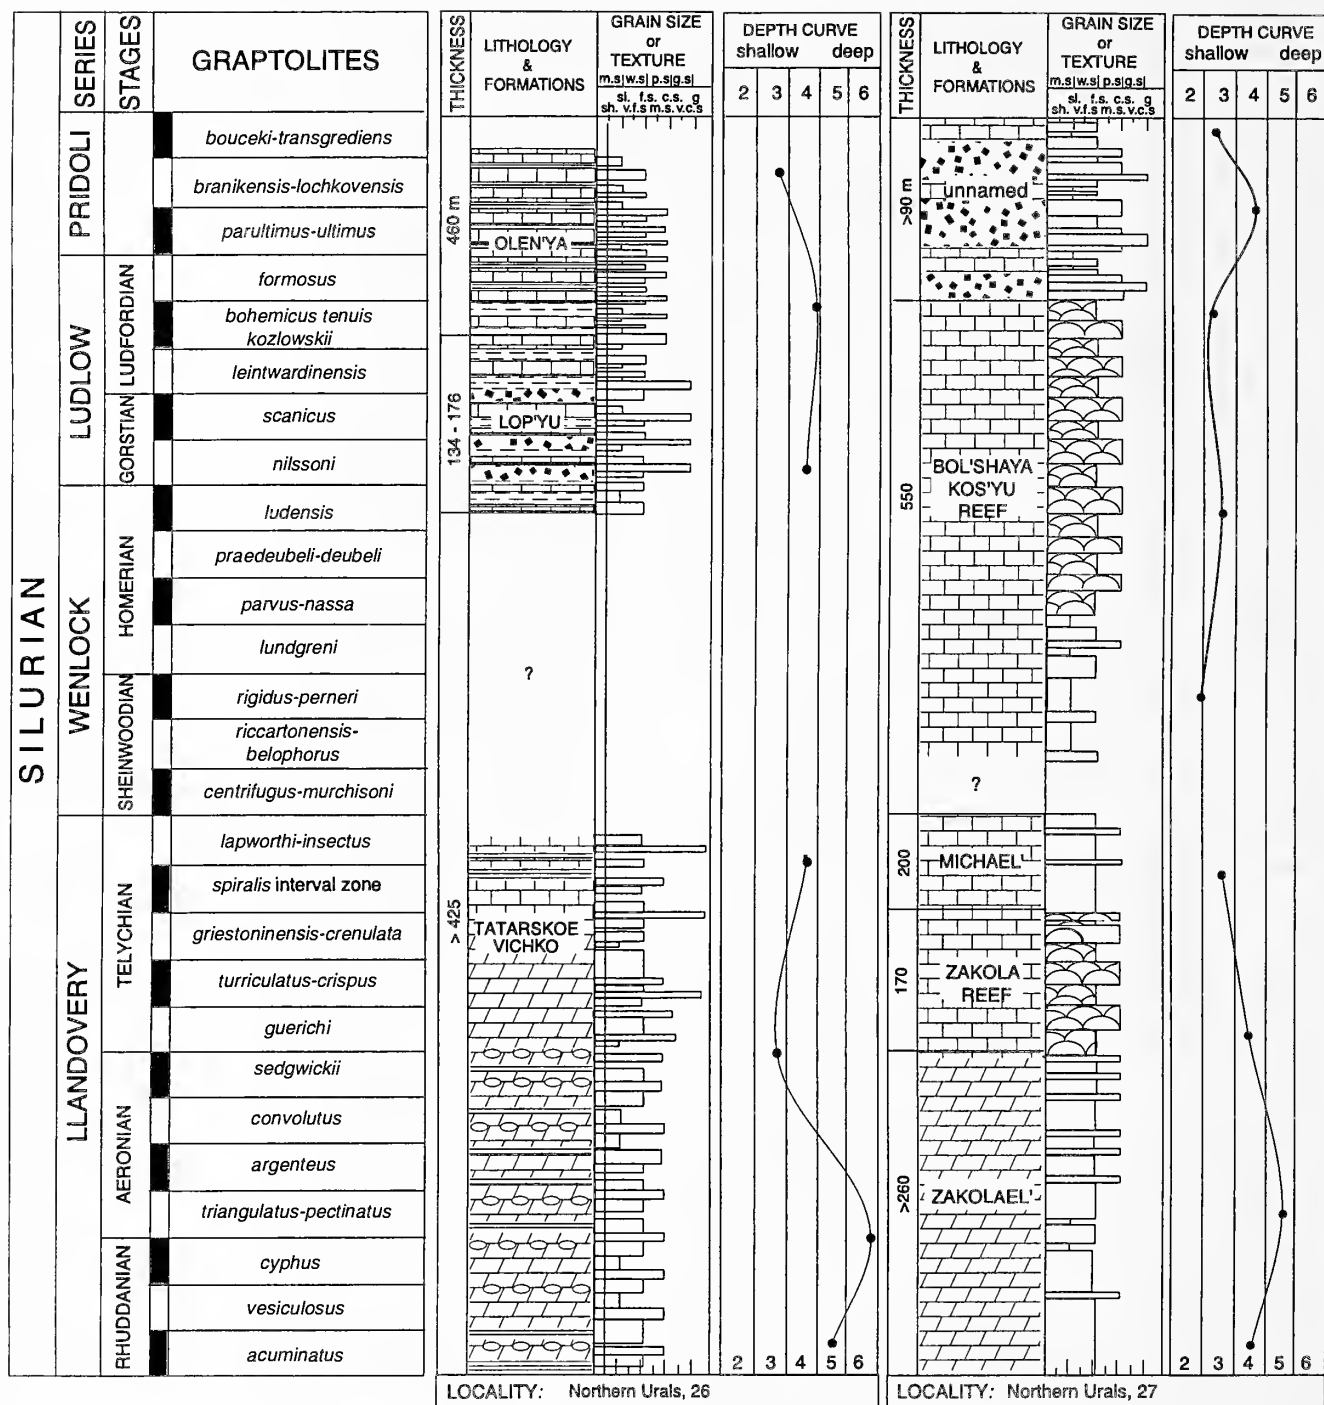 SERIES
STAGES
GRAPTOLITES
THICKNESS
LITHOLOGY
&
FORMATIONS
GRAIN SIZE
or
TEXTURE
m.s|w.s| p.s|g.s|
sl. f.s. c.s. g
sh. v.f.s m.s. v.c.s
DEPTH CURVE
shallow deep
2 3 4 5 6
THICKNESS
LITHOLOGY
&
FORMATIONS
GRAIN SIZE
or
TEXTURE
m.s|w.s| p.s|g.s|
sl. f.s. c.s. g
sh. v.f.s m.s. v.c.s
DEPTH CURVE
shallow deep
2 3 4 5 6
SILURIAN
PRIDOLI
LUDLOW
WENLOCK
LLANDOVERY
LUDFORDIAN
GORSTIAN
HOMERIAN
SHEINWOODIAN
TELYCHIAN
AERONIAN
RHUDDANIAN
bouceki-transgrediens
branikensis-lochkovensis
parultimus-ultimus
formosus
bohemicus tenuis
kozlowskii
leintwardinensis
scanicus
nilssoni
ludensis
praedeubeli-deubeli
parvus-nassa
lundgreni
rigidus-perneri
riccartonensis-
belophorus
centrifugus-murchisoni
lapworthi-insectus
spiralis interval zone
griestoninensis-crenulata
turriculatus-crispus
guerichi
sedgwickii
convolutus
argenteus
triangulatus-pectinatus
cyphus
vesiculosus
acuminatus
460 m
134 - 176
> 425
OLEN'YA
LOP'YU
?
TATARSKOE
VICHKO
2 3 4 5 6
LOCALITY: Northern Urals, 26
>90 m
550
200
170
>260
unnamed
BOL'SHAYA
KOS'YU
REEF
?
MICHAEL'
ZAKOLA
REEF
ZAKOLAEL'
2 3 4 5 6
LOCALITY: Northern Urals, 27